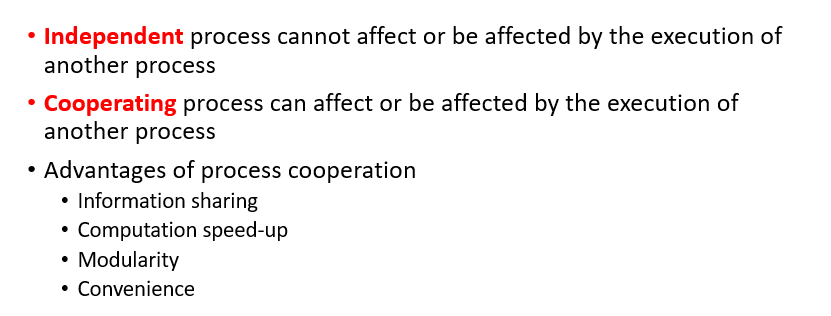 • Independent process cannot affect or be affected by the execution of
another process
• Cooperating process can affect or be affected by the execution of
another process
• Advantages of process cooperation
• Information sharing
• Computation speed-up
• Modularity
• Convenience